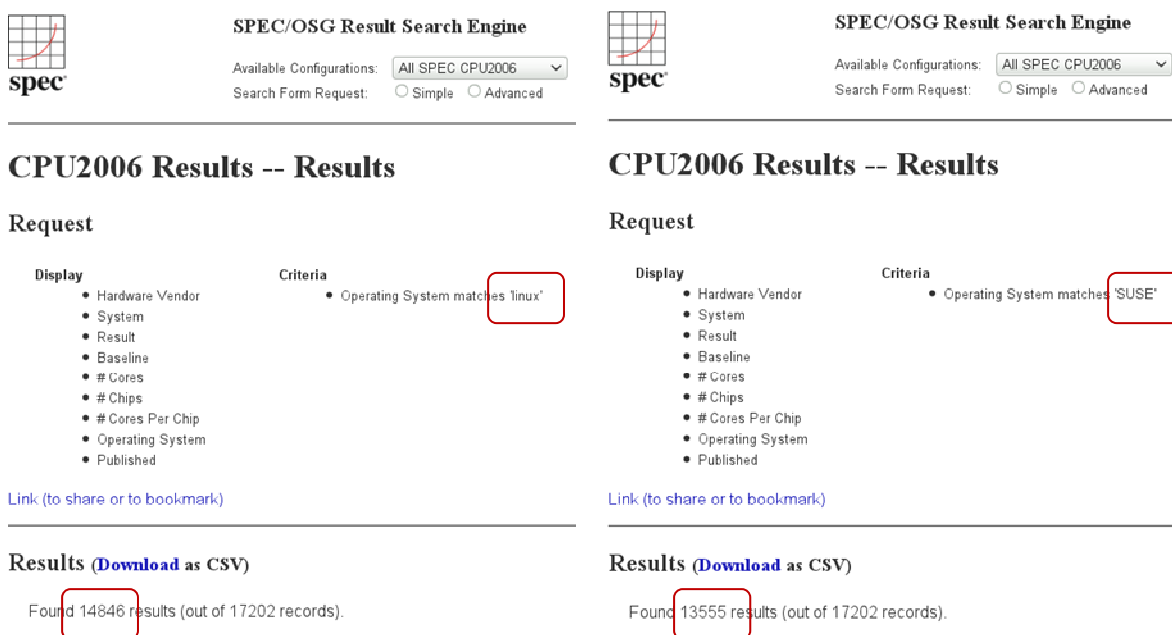 SPEC/OSG Result Search Engine
Available Configurations: All SPEC CPU2006
Search Form Request: Simple Advanced
spec
CPU2006 Results -- Results
Request
Display
Hardware Vendor
System
Result
Baseline
# Cores
# Chips
# Cores Per Chip
Operating System
Published
Criteria
Operating System matches 'linux'
Link (to share or to bookmark)
Results (Download as CSV)
Found 14846 results (out of 17202 records).
SPEC/OSG Result Search Engine
Available Configurations: All SPEC CPU2006
Search Form Request: Simple Advanced
spec
CPU2006 Results -- Results
Request
Display
Hardware Vendor
System
Result
Baseline
# Cores
# Chips
# Cores Per Chip
Operating System
Published
Criteria
Operating System matches 'SUSE'
Link (to share or to bookmark)
Results (Download as CSV)
Found 13555 results (out of 17202 records).